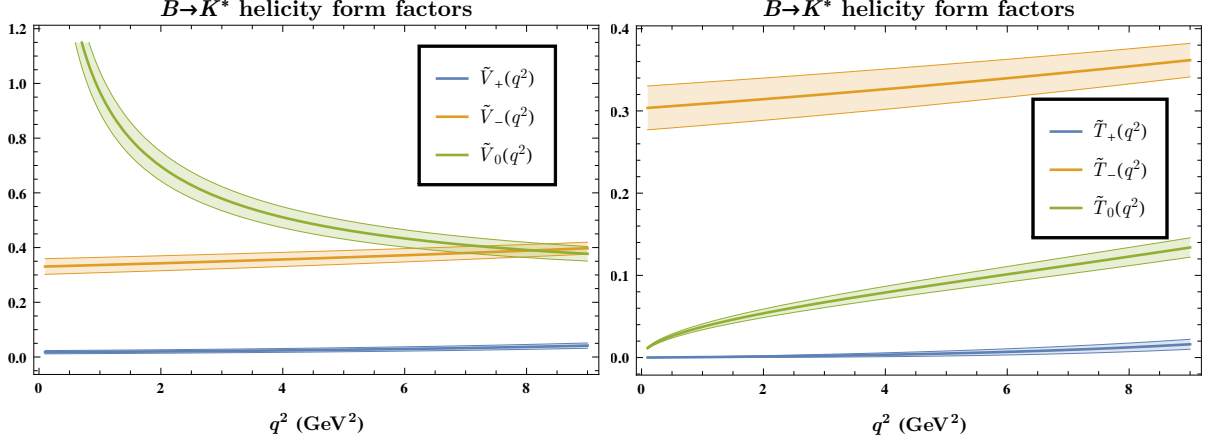 B→K* helicity form factors
1.2
1.0
0.8
0.6
0.4
0.2
0.0
Ṽ₊(q²)
Ṽ₋(q²)
Ṽ₀(q²)
0 2 4 6 8
q² (GeV²)
B→K* helicity form factors
0.4
0.3
0.2
0.1
0.0
T̃₊(q²)
T̃₋(q²)
T̃₀(q²)
0 2 4 6 8
q² (GeV²)